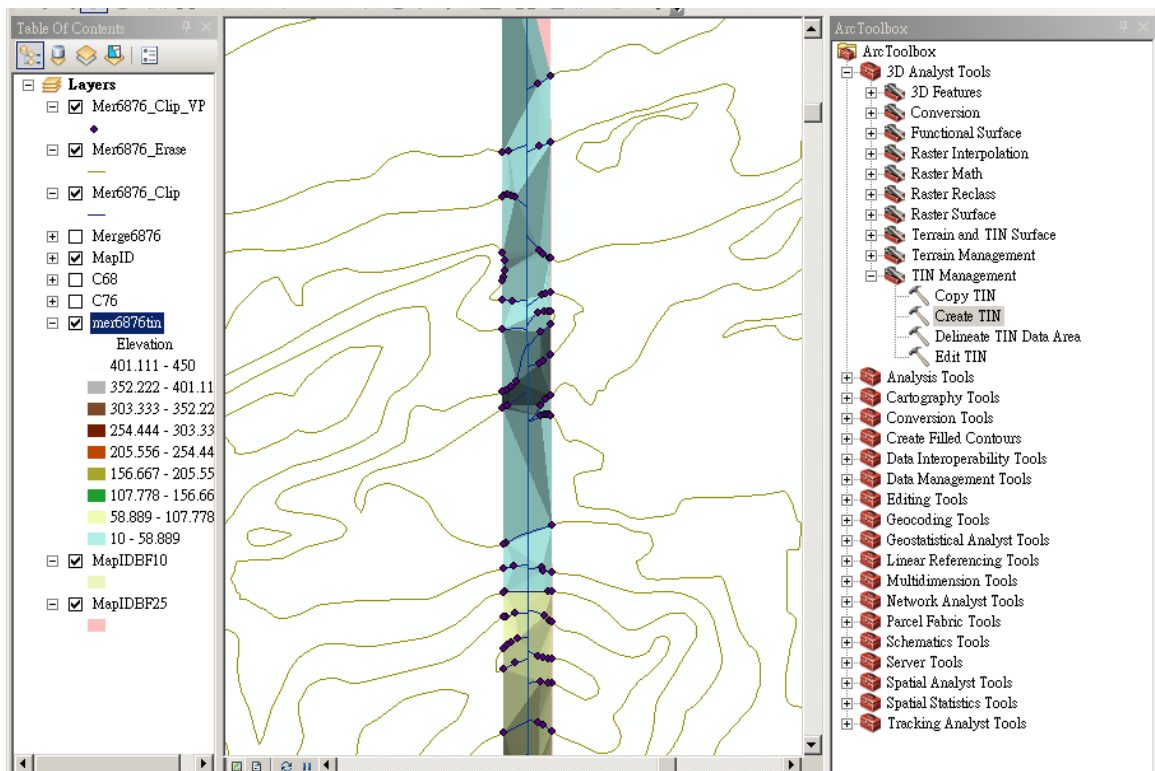 Table Of Contents
Layers
Mer6876_Clip_VP
Mer6876_Erase
Mer6876_Clip
Merge6876
MapID
C68
C76
mer6876tin
Elevation
401.111 - 450
352.222 - 401.11
303.333 - 352.22
254.444 - 303.33
205.556 - 254.44
156.667 - 205.55
107.778 - 156.66
58.889 - 107.778
10 - 58.889
MapIDBF10
MapIDBF25
ArcToolbox
ArcToolbox
3D Analyst Tools
3D Features
Conversion
Functional Surface
Raster Interpolation
Raster Math
Raster Reclass
Raster Surface
Terrain and TIN Surface
Terrain Management
TIN Management
Copy TIN
Create TIN
Delineate TIN Data Area
Edit TIN
Analysis Tools
Cartography Tools
Conversion Tools
Create Filled Contours
Data Interoperability Tools
Data Management Tools
Editing Tools
Geocoding Tools
Geostatistical Analyst Tools
Linear Referencing Tools
Multidimension Tools
Network Analyst Tools
Parcel Fabric Tools
Schematics Tools
Server Tools
Spatial Analyst Tools
Spatial Statistics Tools
Tracking Analyst Tools